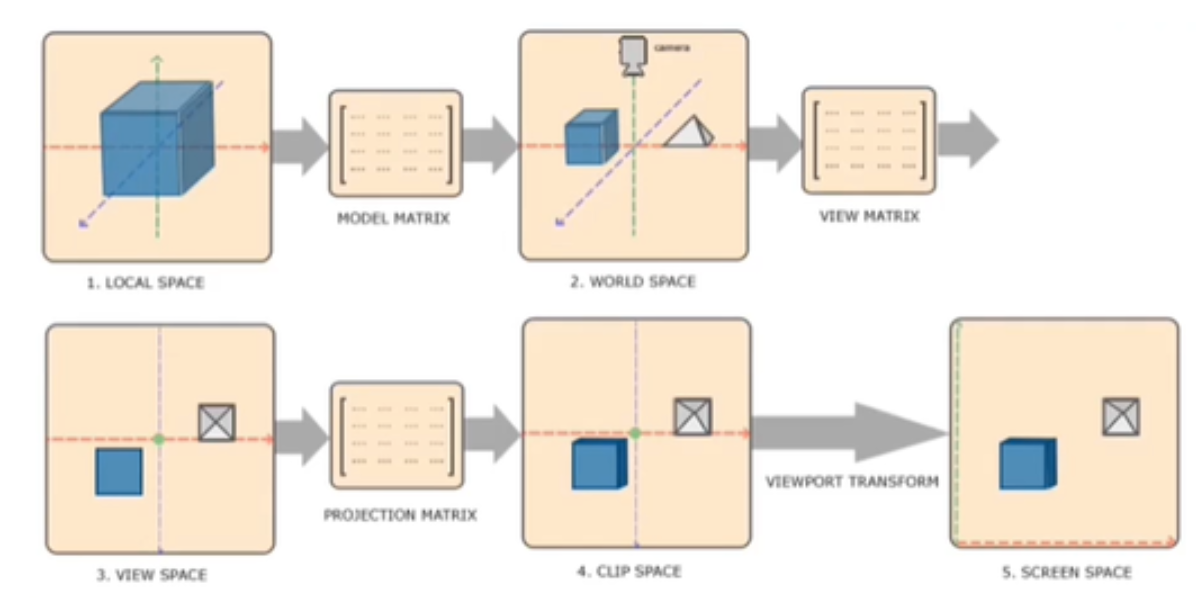 camera
MODEL MATRIX
VIEW MATRIX
1. LOCAL SPACE
2. WORLD SPACE
VIEWPORT TRANSFORM
PROJECTION MATRIX
3. VIEW SPACE
4. CLIP SPACE
5. SCREEN SPACE